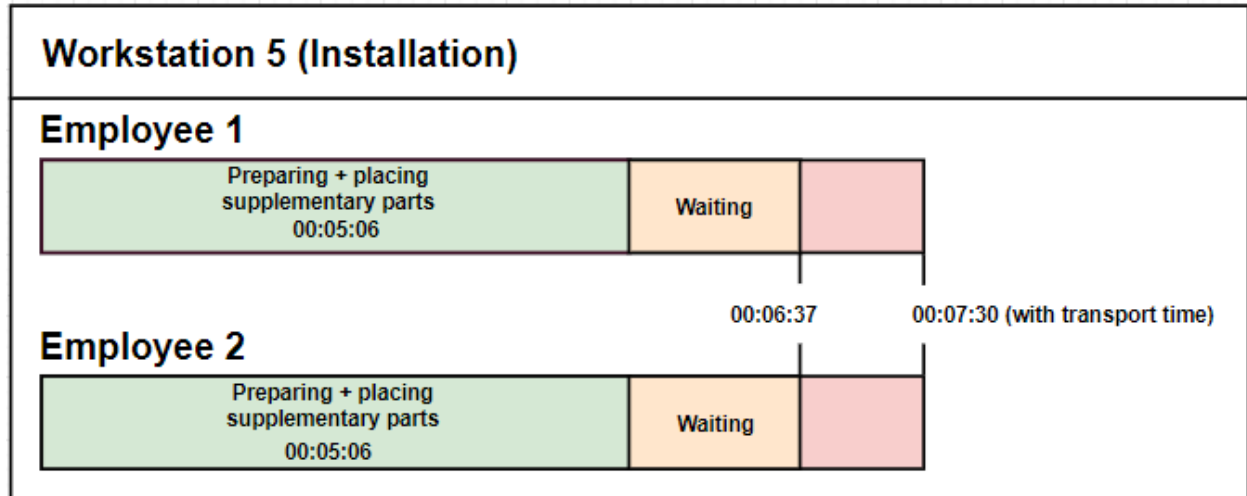 Workstation 5 (Installation)
Employee 1
Preparing + placing
supplementary parts
00:05:06
Waiting
00:06:37
00:07:30 (with transport time)
Employee 2
Preparing + placing
supplementary parts
00:05:06
Waiting